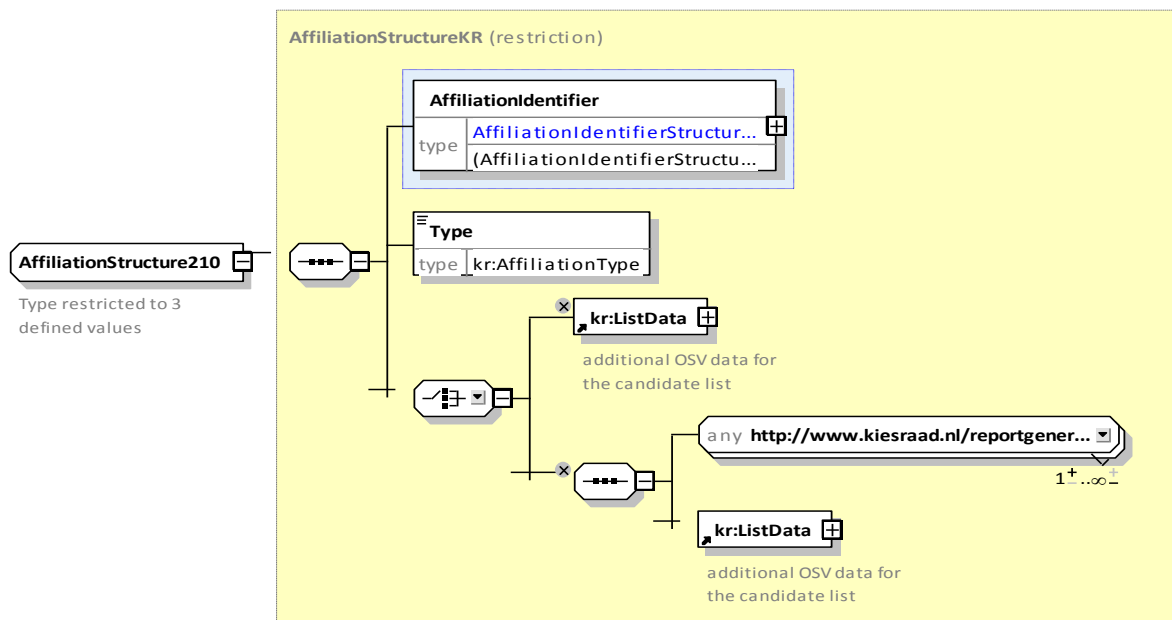 AffiliationStructureKR (restriction)
AffiliationIdentifier
type
AffiliationIdentifierStructur...
(AffiliationIdentifierStructu...
Type
type kr:AffiliationType
AffiliationStructure210
Type restricted to 3
defined values
kr:ListData
additional OSV data for
the candidate list
any http://www.kiesraad.nl/reportgener...
1..∞
kr:ListData
additional OSV data for
the candidate list